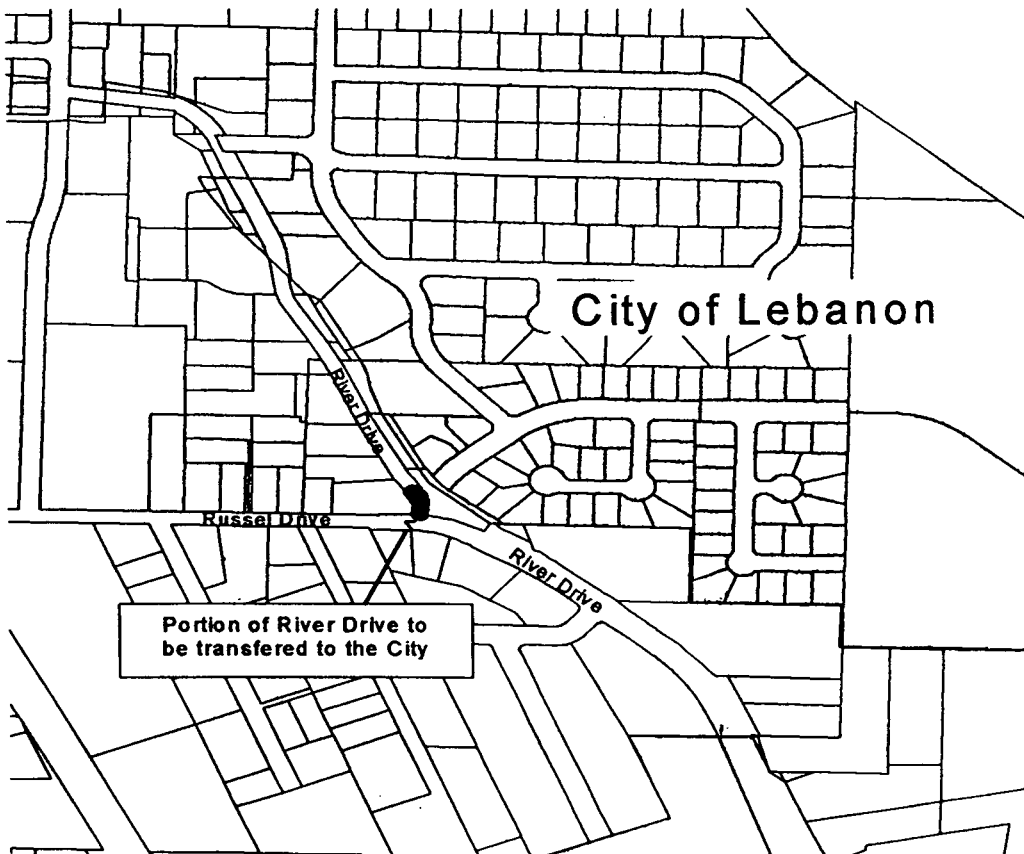 City of Lebanon
River Drive
Russel Drive
River Drive
Portion of River Drive to
be transfered to the City